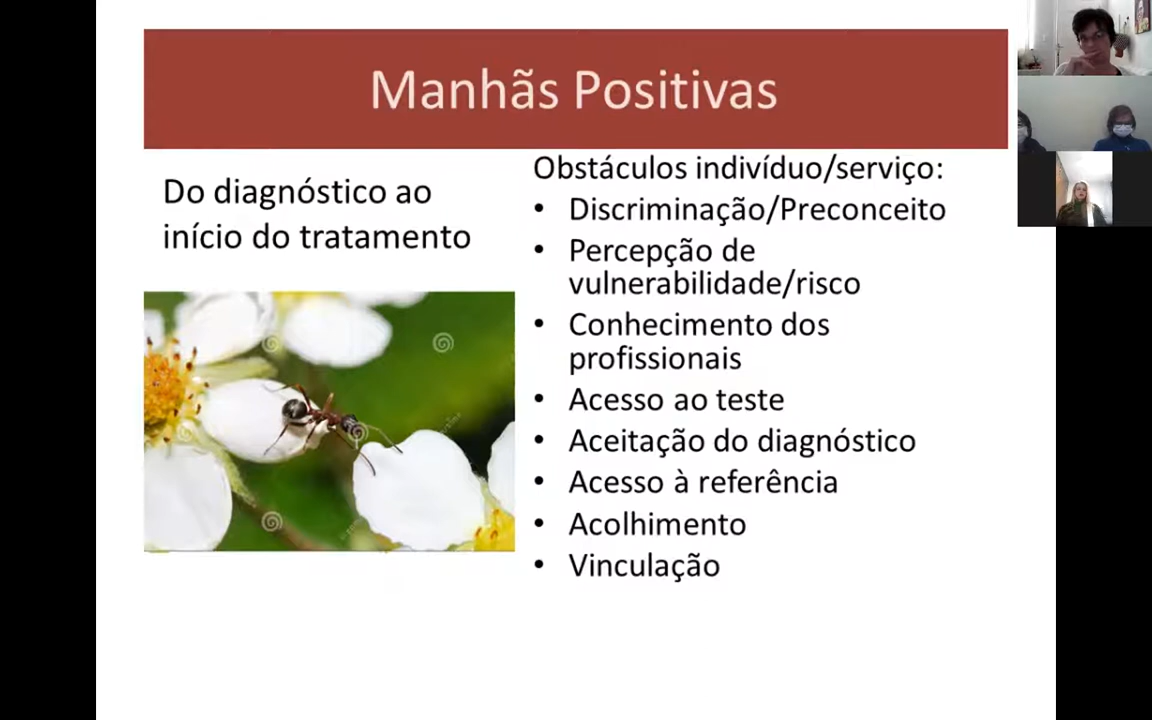 Manhãs Positivas
Do diagnóstico ao
início do tratamento
Obstáculos indivíduo/serviço:
• Discriminação/Preconceito
• Percepção de
vulnerabilidade/risco
• Conhecimento dos
profissionais
• Acesso ao teste
• Aceitação do diagnóstico
• Acesso à referência
• Acolhimento
• Vinculação